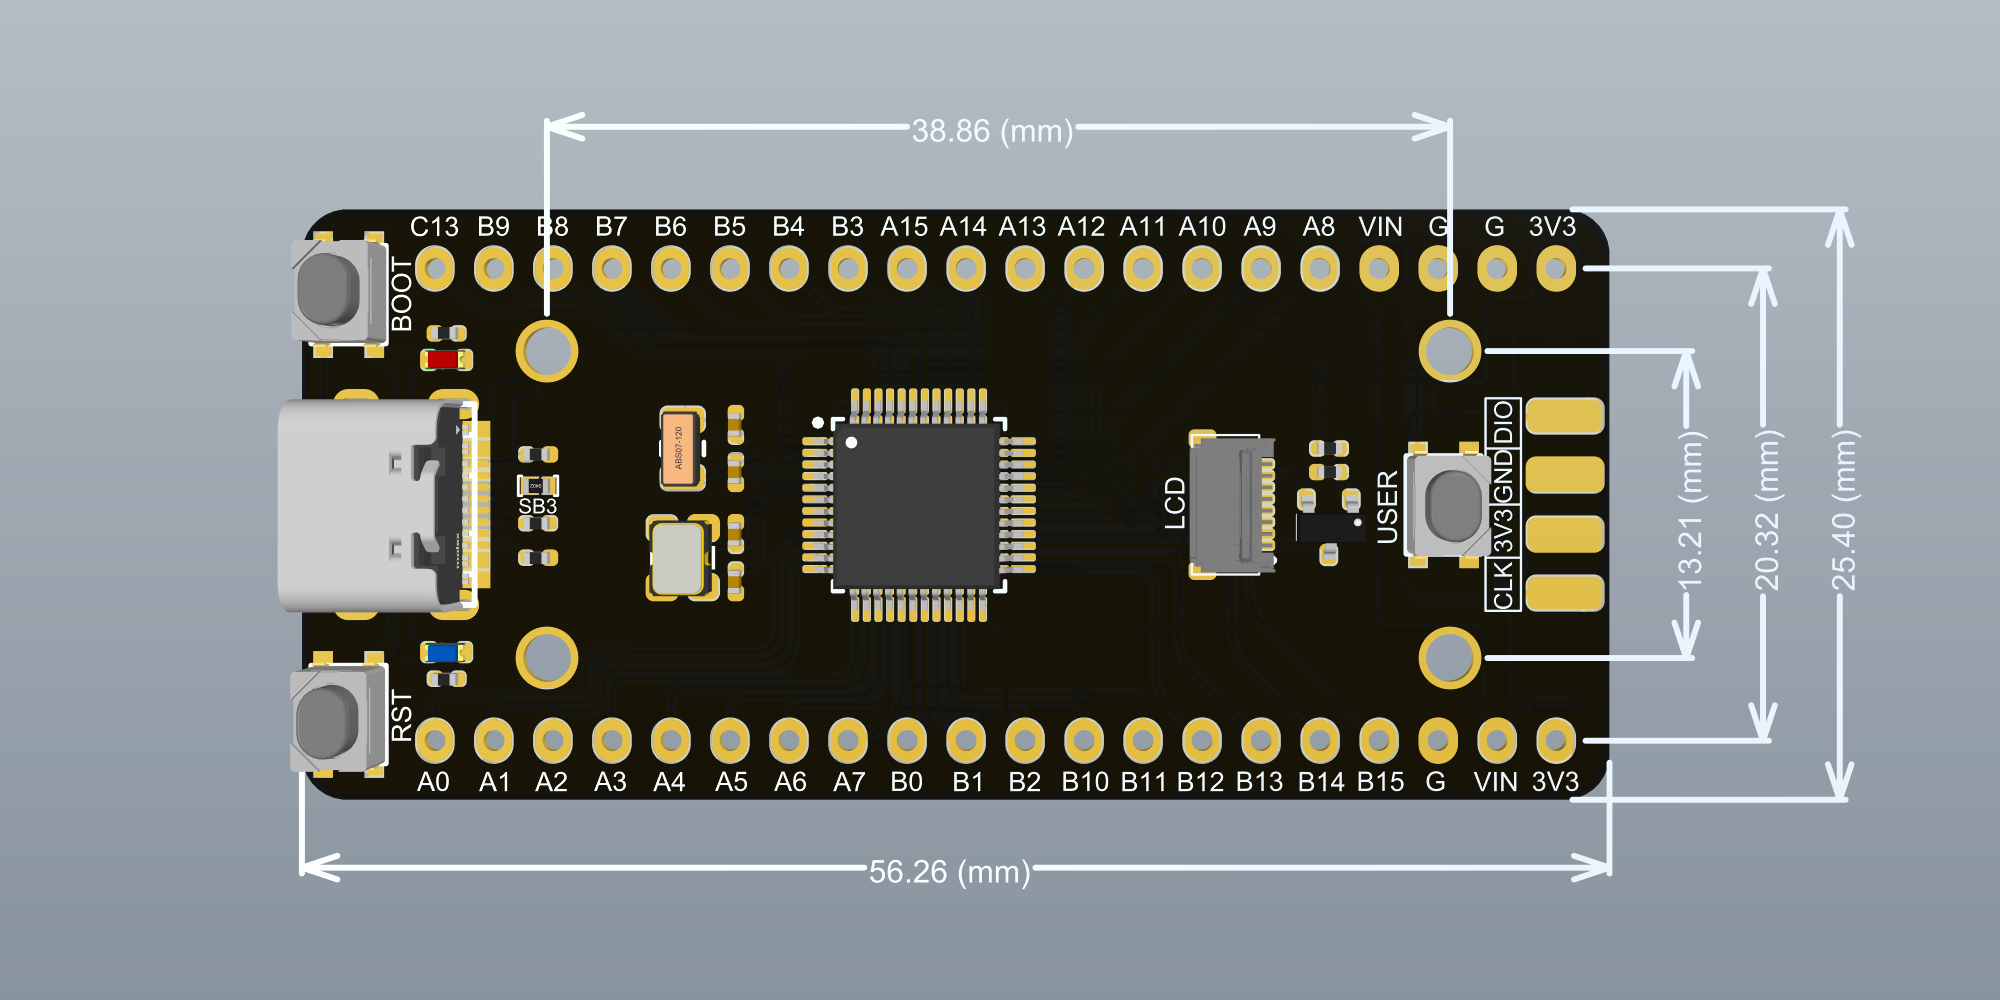 38.86 (mm)
C13 B9 B8 B7 B6 B5 B4 B3 A15 A14 A13 A12 A11 A10 A9 A8 VIN G G 3V3
BOOT
DIO
GND
3V3
CLK
ABS07-120
SB3
molex
LCD
USER
13.21 (mm)
20.32 (mm)
25.40 (mm)
RST
A0 A1 A2 A3 A4 A5 A6 A7 B0 B1 B2 B10 B11 B12 B13 B14 B15 G VIN 3V3
56.26 (mm)